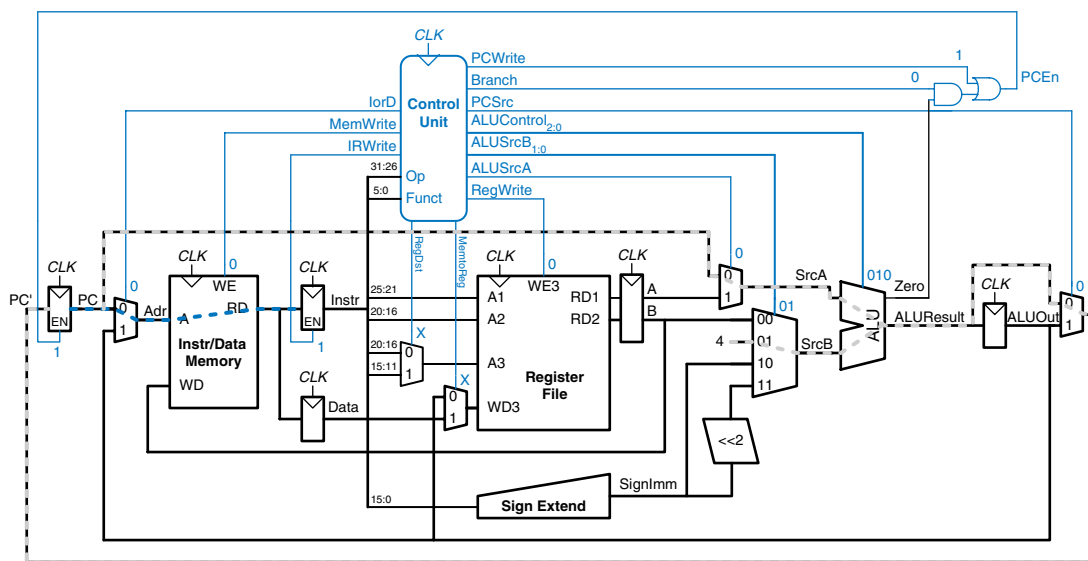 CLK
PCWrite 1
Branch 0 PCEn
IorD Control PCSrc
MemWrite Unit ALUControl2:0
IRWrite ALUSrcB1:0
31:26 Op ALUSrcA
5:0 Funct RegWrite
RegDst MemtoReg
CLK CLK CLK CLK CLK
0 0 0 0 010 0
PC' PC WE WE3 SrcA Zero CLK
EN 0 1 Adr A RD EN Instr 25:21 A1 RD1 A 0 1
1 1 20:16 A2 RD2 B 01 00 ALU ALUResult ALUOut 0 1
Instr/Data Memory X 4 01 SrcB
20:16 0 A3 10
15:11 1 11
WD CLK X Register File
Data 0 1 WD3
<<2
SignImm
15:0 Sign Extend